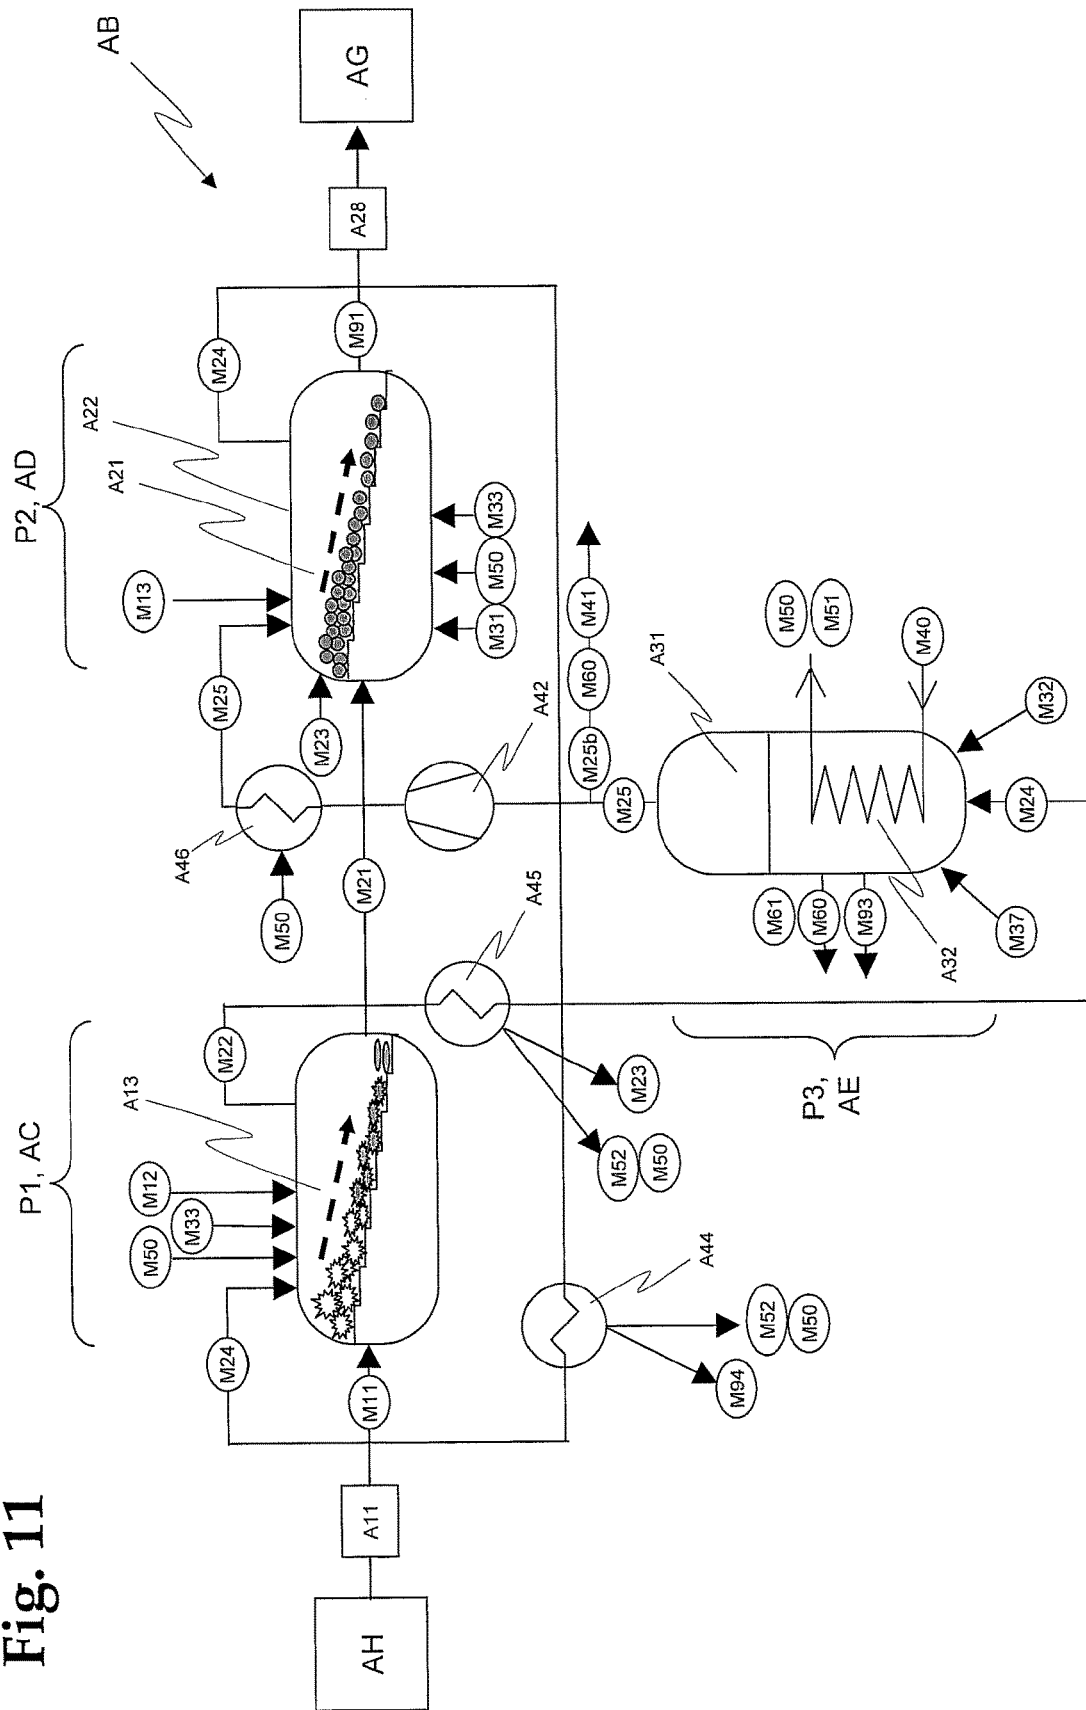 Fig. 11
AB
P1, AC
P2, AD
A13
A21
A22
M12
M33
M50
M24
M22
M13
M25
M24
M23
AH
A11
M11
M21
M91
A28
AG
M50
A46
A42
M31
M50
M33
A45
A44
M94
M52
M50
M52
M50
M23
M25
M25b
M60
M41
P3,
AE
A31
A32
M61
M60
M93
M50
M51
M40
M37
M24
M32